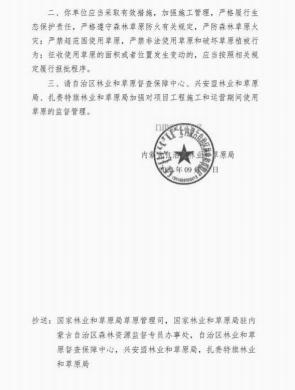 二、你单位应当采取有效措施，加强施工管理，严格履行生
态保护责任，严格遵守森林草原防火有关规定，严防森林草原火
灾；严禁超范围使用草原，严禁非法使用草原和破坏草原植被行
为；征收使用草原的面积或者位置发生变动的，应当按照相关规
定履行报批程序。
三、请自治区林业和草原督查保障中心、兴安盟林业和草原
局、扎赉特旗林业和草原局加强对项目工程施工和运营期间使用
草原的监督管理。
内蒙古自治区林业和草原局
年 09 月 日
抄送：国家林业和草原局草原管理司，国家林业和草原局驻内
蒙古自治区森林资源监督专员办事处，自治区林业和草
原督查保障中心，兴安盟林业和草原局，扎赉特旗林业
和草原局